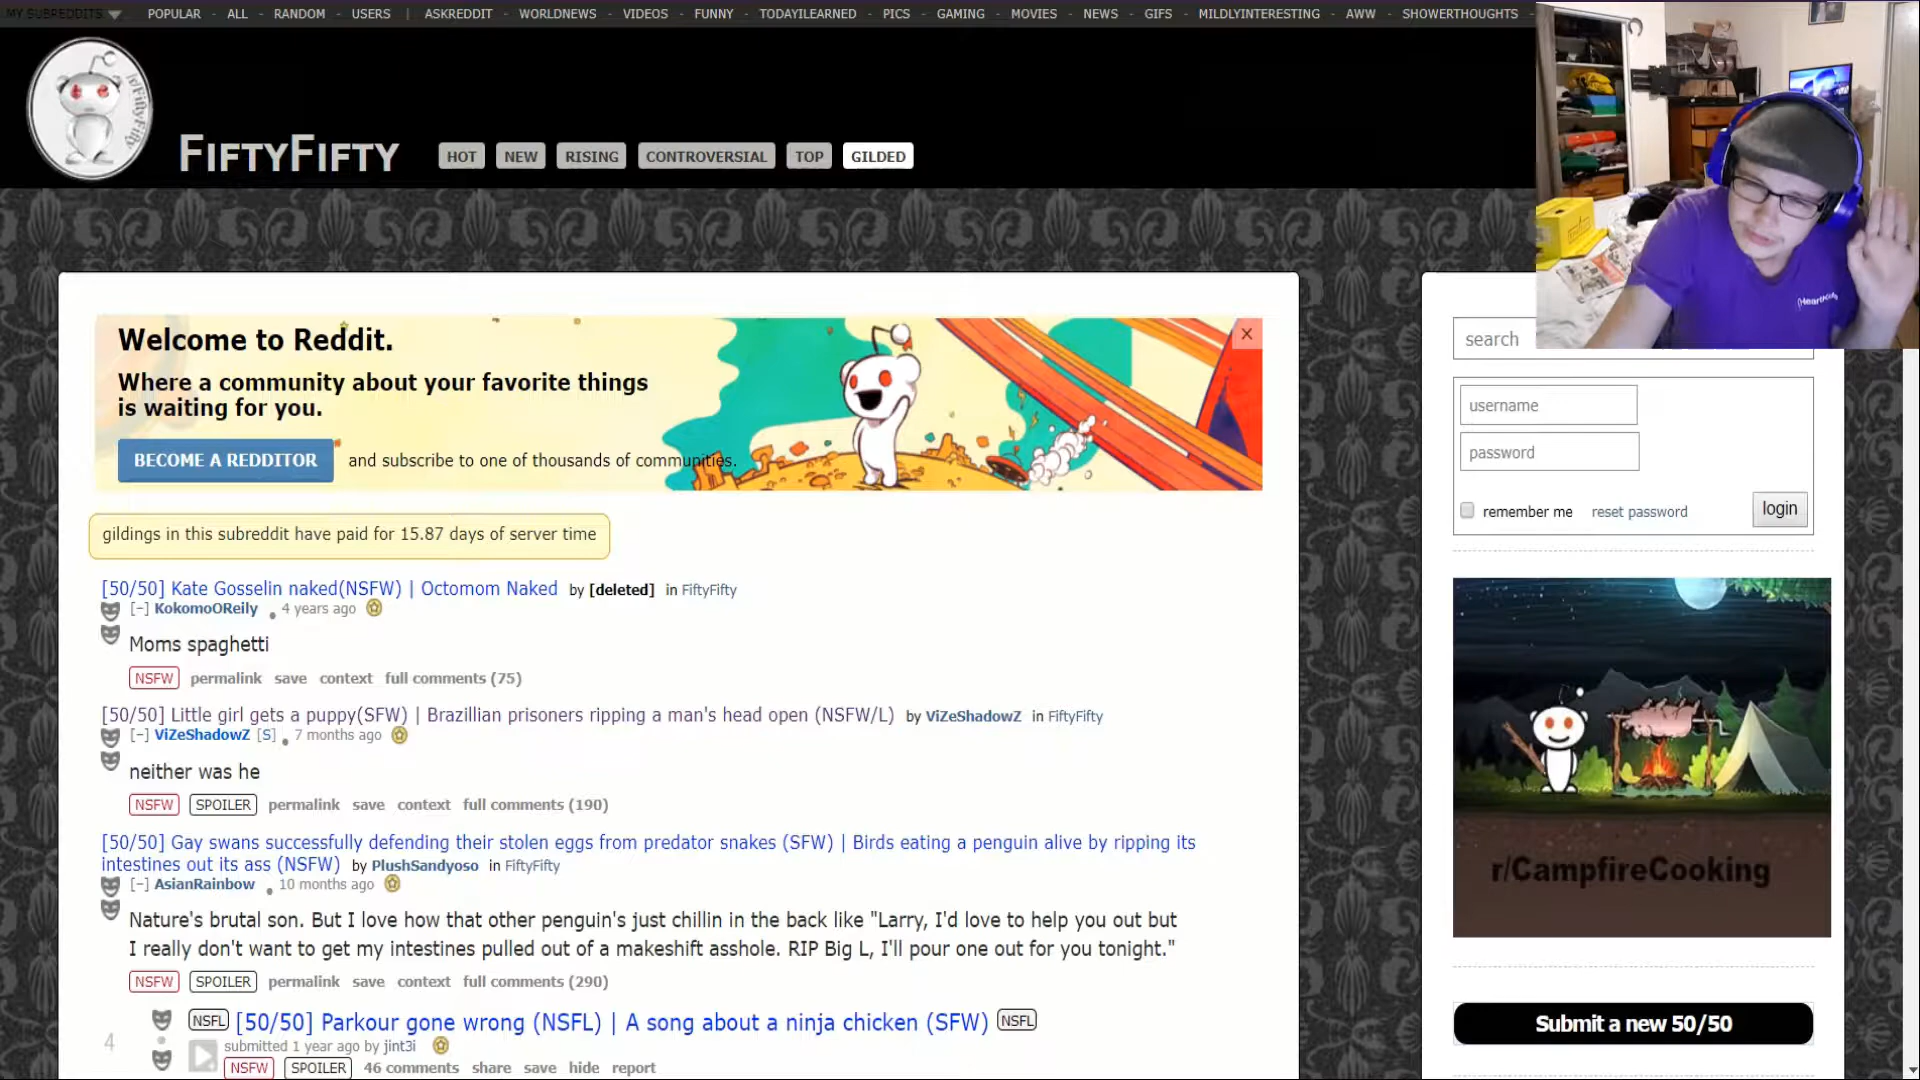 MY SUBREDDITS POPULAR - ALL - RANDOM - USERS | ASKREDDIT - WORLDNEWS - VIDEOS - FUNNY - TODAYILEARNED - PICS - GAMING - MOVIES - NEWS - GIFS - MILDLYINTERESTING - AWW - SHOWERTHOUGHTS -
/r/FiftyFifty
FIFTYFIFTY HOT NEW RISING CONTROVERSIAL TOP GILDED
Welcome to Reddit.
Where a community about your favorite things
is waiting for you.
BECOME A REDDITOR and subscribe to one of thousands of communities.
gildings in this subreddit have paid for 15.87 days of server time
[50/50] Kate Gosselin naked(NSFW) | Octomom Naked by [deleted] in FiftyFifty
[–] KokomoOReily 4 years ago
Moms spaghetti
NSFW permalink save context full comments (75)
[50/50] Little girl gets a puppy(SFW) | Brazillian prisoners ripping a man's head open (NSFW/L) by ViZeShadowZ in FiftyFifty
[–] ViZeShadowZ [S] 7 months ago
neither was he
NSFW SPOILER permalink save context full comments (190)
[50/50] Gay swans successfully defending their stolen eggs from predator snakes (SFW) | Birds eating a penguin alive by ripping its
intestines out its ass (NSFW) by PlushSandyoso in FiftyFifty
[–] AsianRainbow 10 months ago
Nature's brutal son. But I love how that other penguin's just chillin in the back like "Larry, I'd love to help you out but
I really don't want to get my intestines pulled out of a makeshift asshole. RIP Big L, I'll pour one out for you tonight."
NSFW SPOILER permalink save context full comments (290)
4
NSFL [50/50] Parkour gone wrong (NSFL) | A song about a ninja chicken (SFW) NSFL
submitted 1 year ago by jint3i
NSFW SPOILER 46 comments share save hide report
search
username
password
remember me reset password login
r/CampfireCooking
Submit a new 50/50